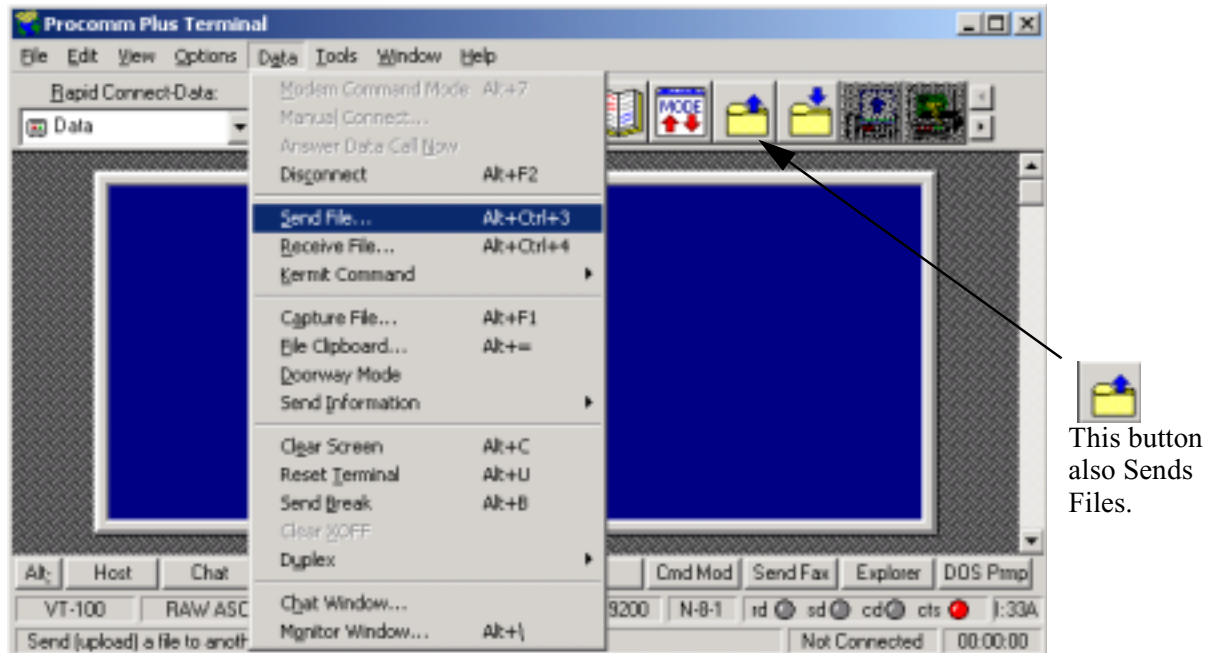 Procomm Plus Terminal
File Edit View Options Data Tools Window Help
Rapid Connect-Data:
Data
MODE
Modem Command Mode Alt+7
Manual Connect...
Answer Data Call Now
Disconnect Alt+F2
Send File... Alt+Ctrl+3
Receive File... Alt+Ctrl+4
Kermit Command
Capture File... Alt+F1
File Clipboard... Alt+=
Doorway Mode
Send Information
Clear Screen Alt+C
Reset Terminal Alt+U
Send Break Alt+B
Clear XOFF
Duplex
Chat Window...
Monitor Window... Alt+\
This button
also Sends
Files.
Alt; Host Chat Cmd Mod Send Fax Explorer DOS Prmp
VT-100 RAW ASC 9200 N-8-1 rd sd cd cts :33A
Send (upload) a file to anoth Not Connected 00:00:00